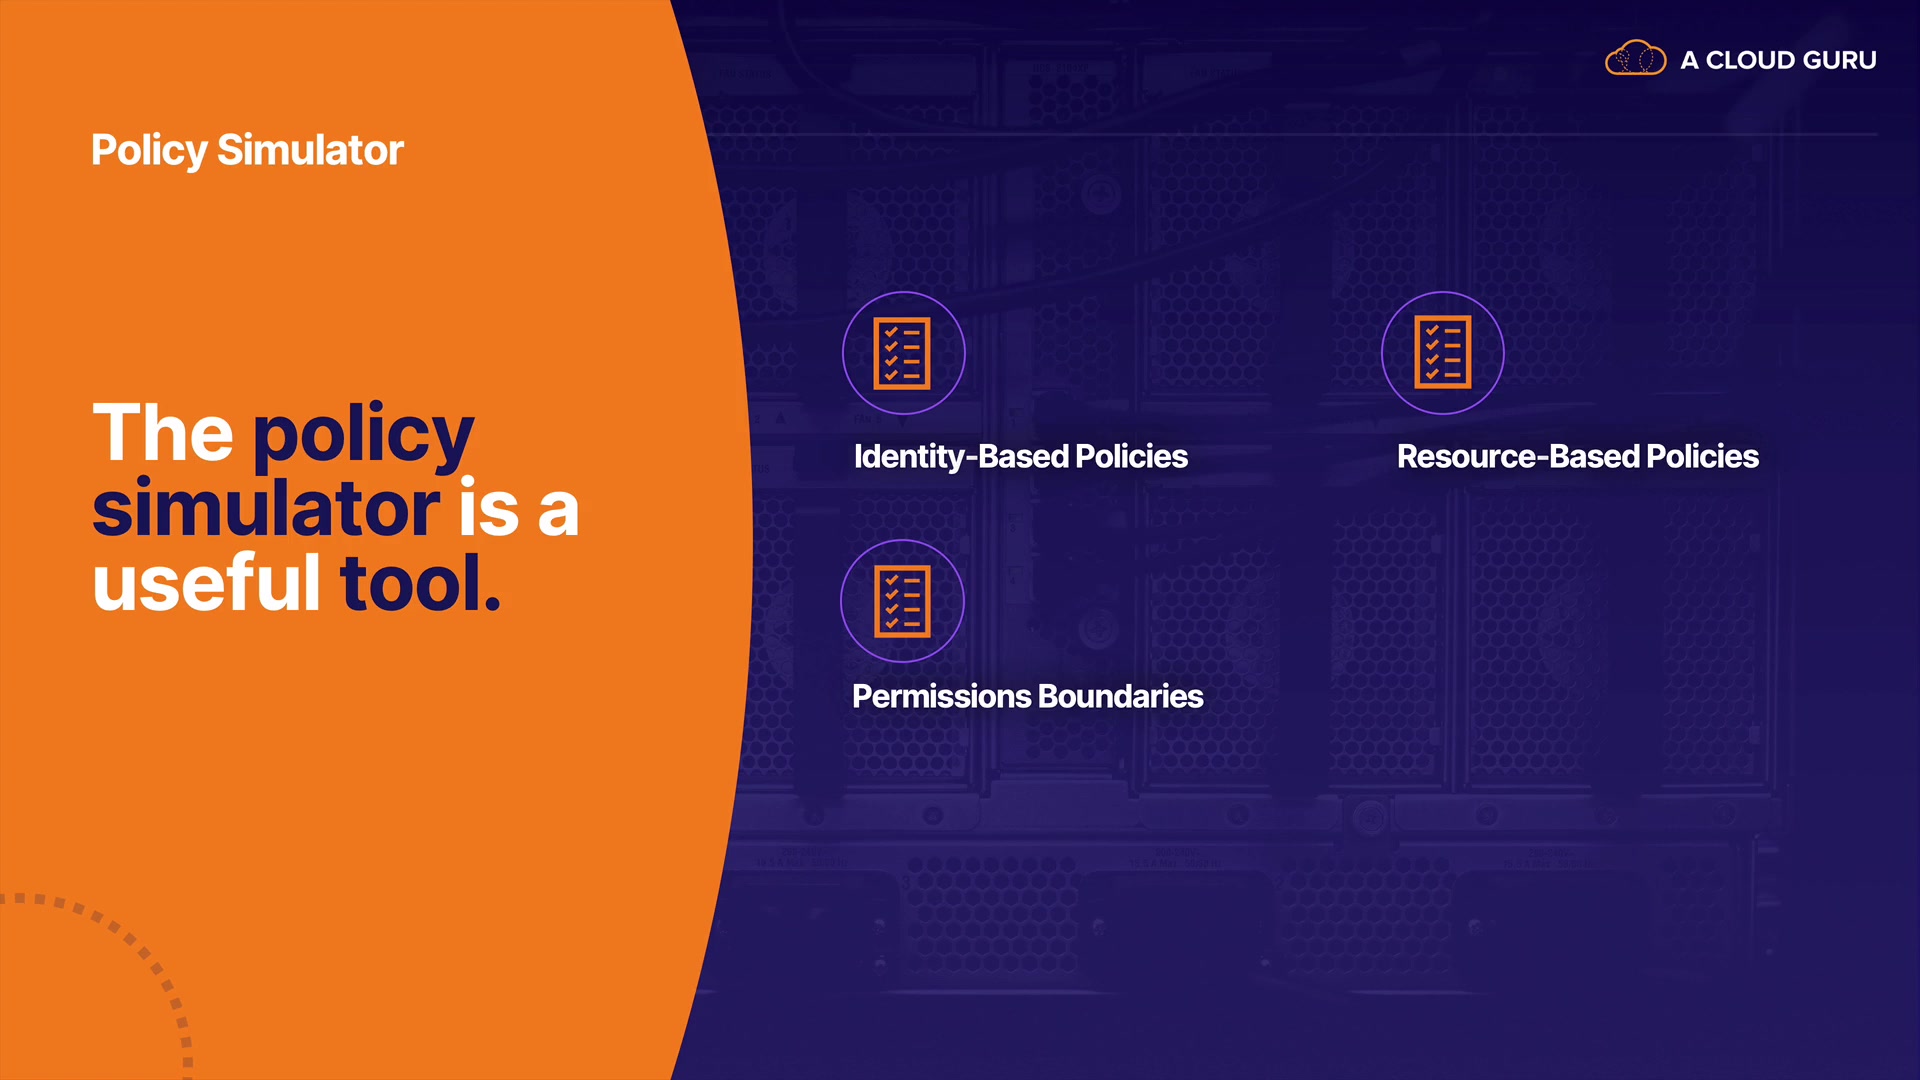 A CLOUD GURU
Policy Simulator
The policy
simulator is a
useful tool.
Identity-Based Policies
Resource-Based Policies
Permissions Boundaries